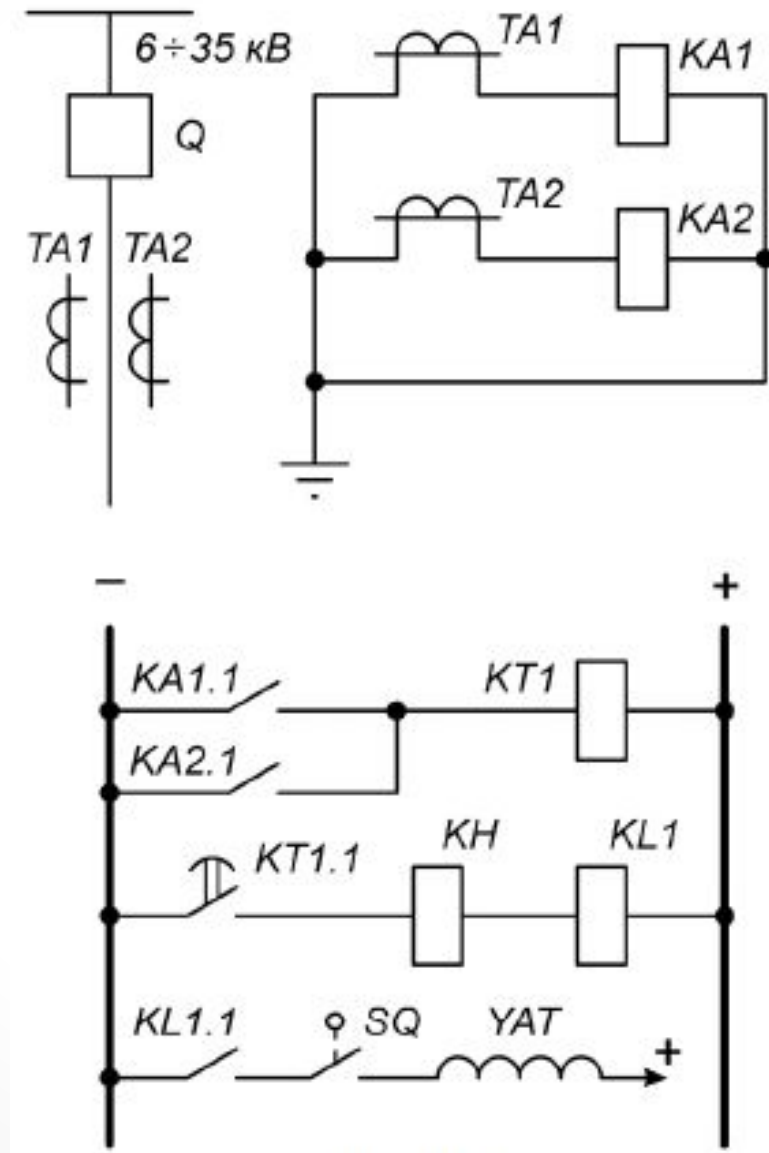 6÷35 кВ
Q
TA1 TA2
TA1
KA1
TA2
KA2
− +
KA1.1
KT1
KA2.1
KT1.1
KH
KL1
KL1.1
SQ
YAT
+